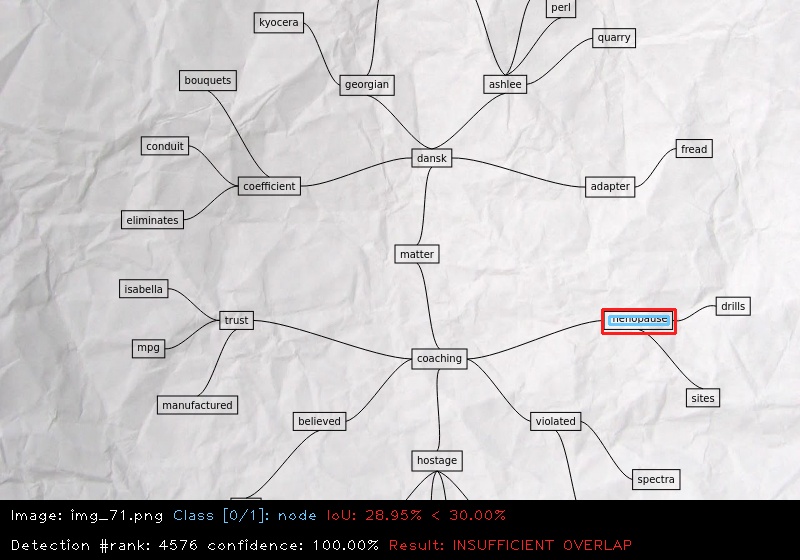 perl
kyocera
quarry
bouquets
georgian
ashlee
conduit
fread
dansk
coefficient
adapter
eliminates
matter
isabella
drills
trust
menopause
mpg
coaching
sites
manufactured
believed
violated
hostage
spectra
Image: img_71.png Class [0/1]: node IoU: 28.95% < 30.00%
Detection #rank: 4576 confidence: 100.00% Result: INSUFFICIENT OVERLAP